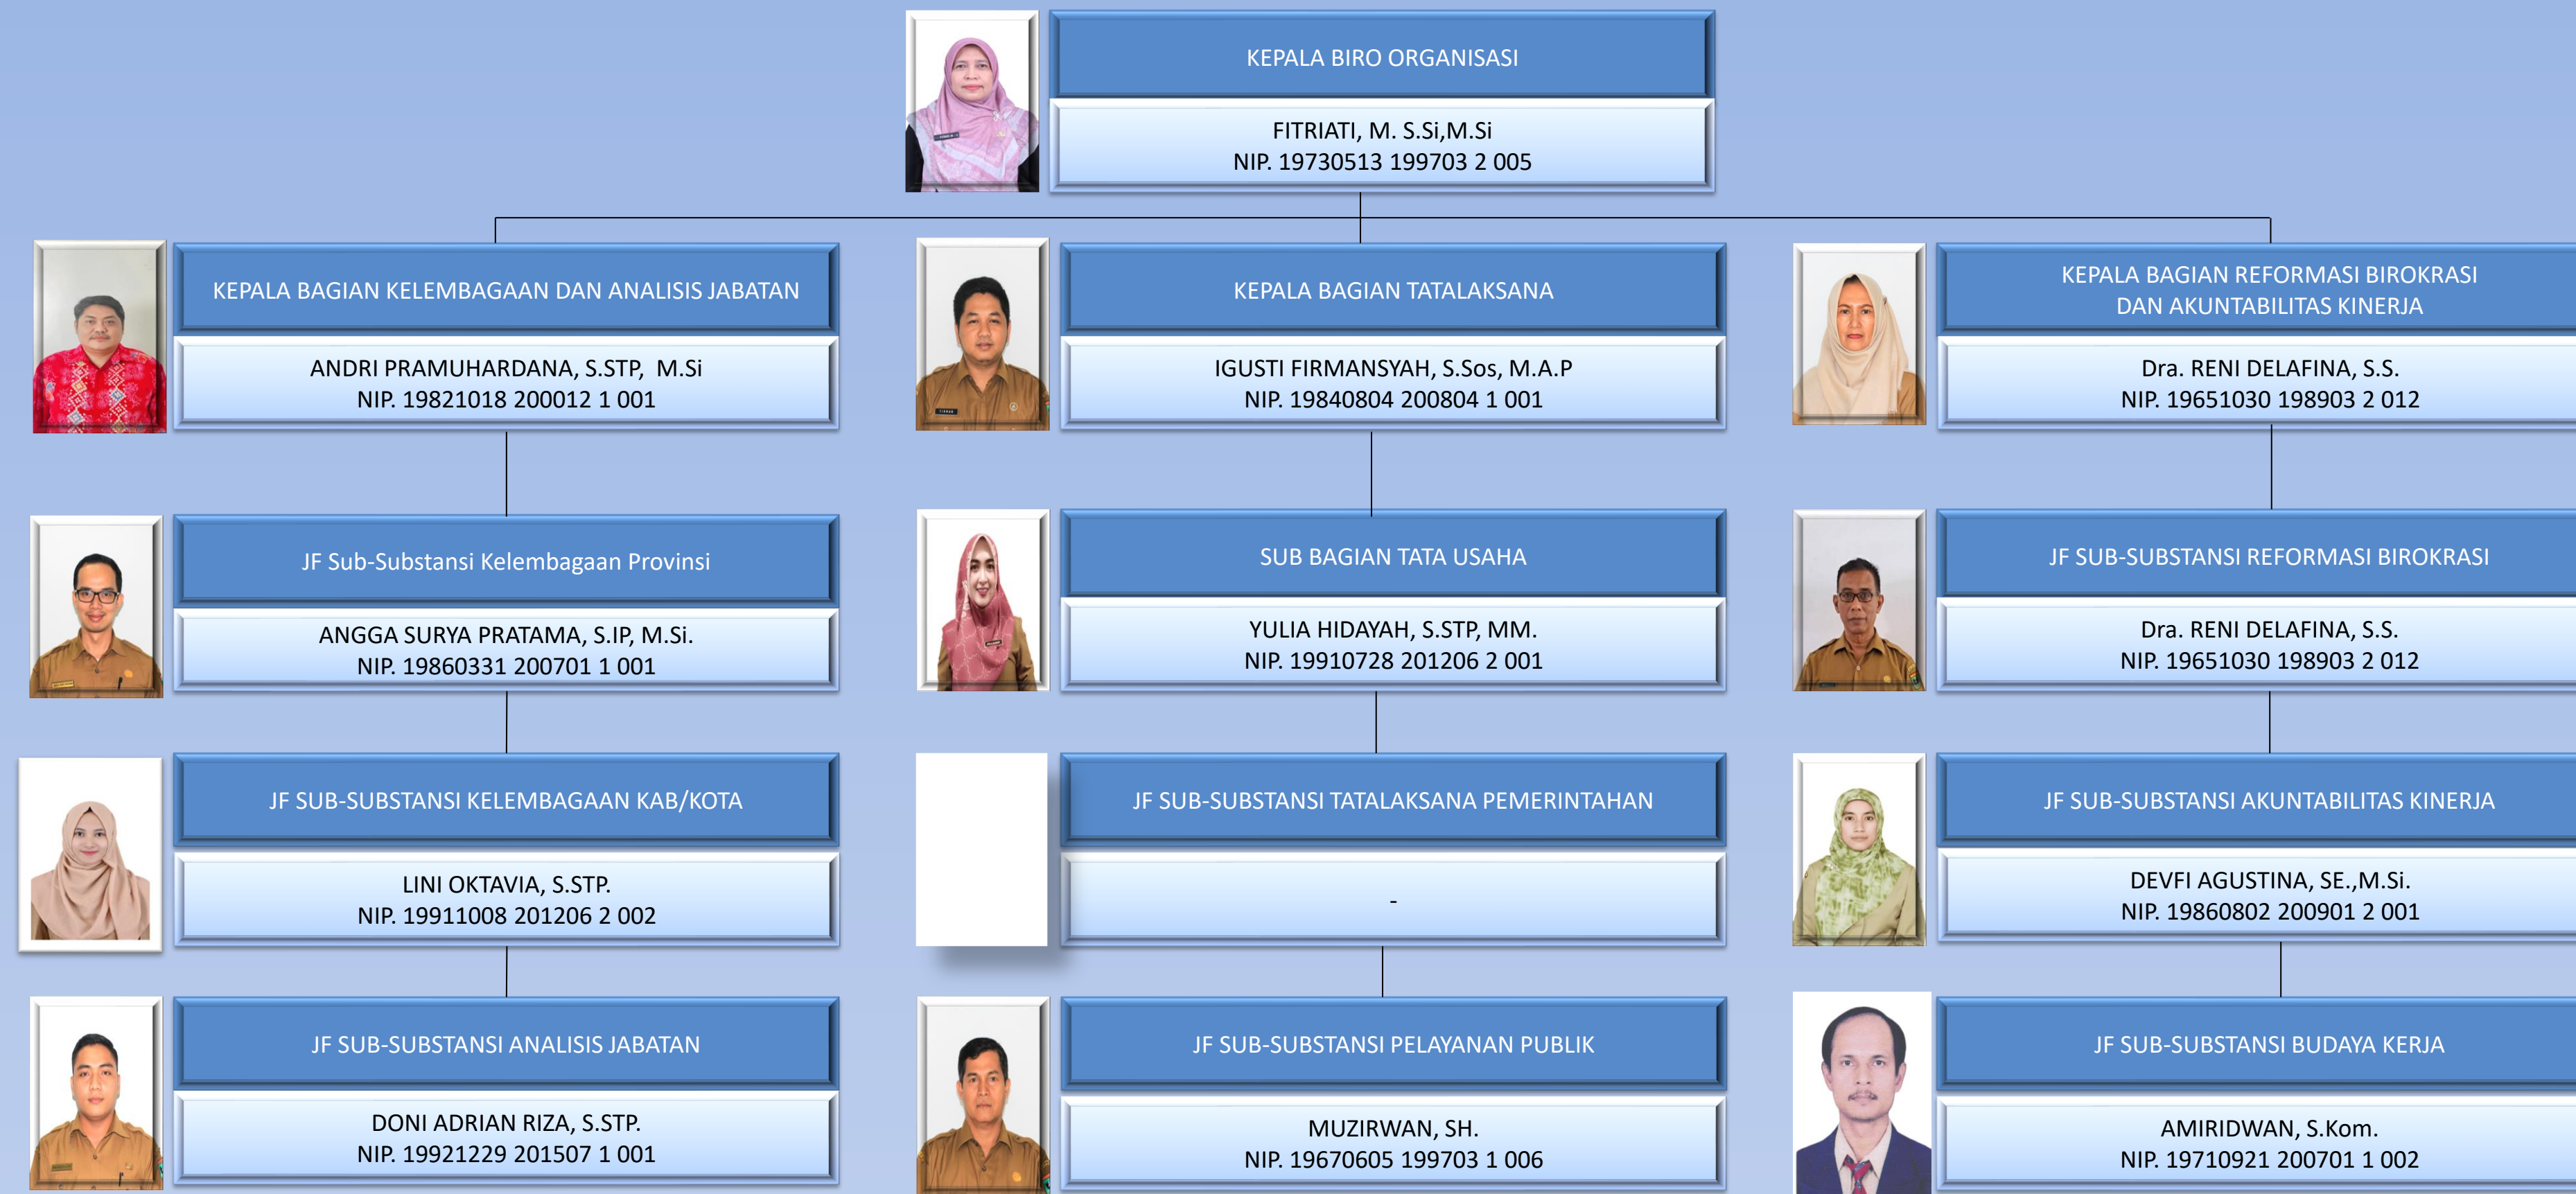 KEPALA BIRO ORGANISASI
FITRIATI, M. S.Si,M.Si
NIP. 19730513 199703 2 005
KEPALA BAGIAN KELEMBAGAAN DAN ANALISIS JABATAN
ANDRI PRAMUHARDANA, S.STP, M.Si
NIP. 19821018 200012 1 001
KEPALA BAGIAN TATALAKSANA
IGUSTI FIRMANSYAH, S.Sos, M.A.P
NIP. 19840804 200804 1 001
KEPALA BAGIAN REFORMASI BIROKRASI
DAN AKUNTABILITAS KINERJA
Dra. RENI DELAFINA, S.S.
NIP. 19651030 198903 2 012
JF Sub-Substansi Kelembagaan Provinsi
ANGGA SURYA PRATAMA, S.IP, M.Si.
NIP. 19860331 200701 1 001
SUB BAGIAN TATA USAHA
YULIA HIDAYAH, S.STP, MM.
NIP. 19910728 201206 2 001
JF SUB-SUBSTANSI REFORMASI BIROKRASI
Dra. RENI DELAFINA, S.S.
NIP. 19651030 198903 2 012
JF SUB-SUBSTANSI KELEMBAGAAN KAB/KOTA
LINI OKTAVIA, S.STP.
NIP. 19911008 201206 2 002
JF SUB-SUBSTANSI TATALAKSANA PEMERINTAHAN
-
JF SUB-SUBSTANSI AKUNTABILITAS KINERJA
DEVFI AGUSTINA, SE.,M.Si.
NIP. 19860802 200901 2 001
JF SUB-SUBSTANSI ANALISIS JABATAN
DONI ADRIAN RIZA, S.STP.
NIP. 19921229 201507 1 001
JF SUB-SUBSTANSI PELAYANAN PUBLIK
MUZIRWAN, SH.
NIP. 19670605 199703 1 006
JF SUB-SUBSTANSI BUDAYA KERJA
AMIRIDWAN, S.Kom.
NIP. 19710921 200701 1 002